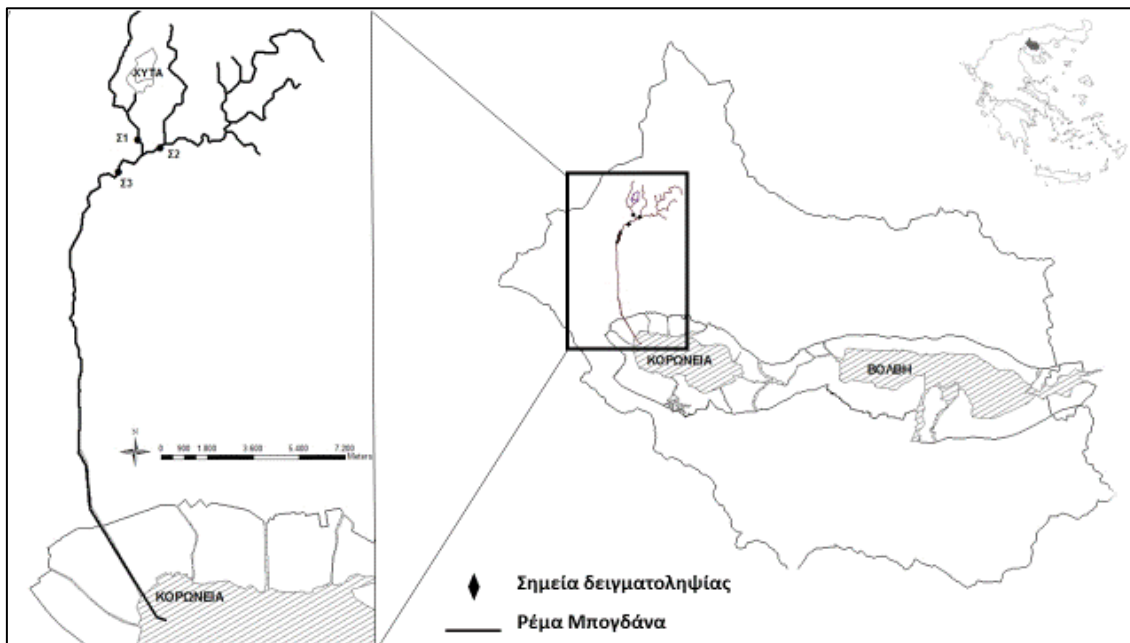 ΧΥΤΑ
Σ1
Σ2
Σ3
N
0 900 1.800 3.600 5.400 7.200
Meters
ΚΟΡΩΝΕΙΑ
ΚΟΡΩΝΕΙΑ
ΒΟΛΒΗ
Σημεία δειγματοληψίας
Ρέμα Μπογδάνα